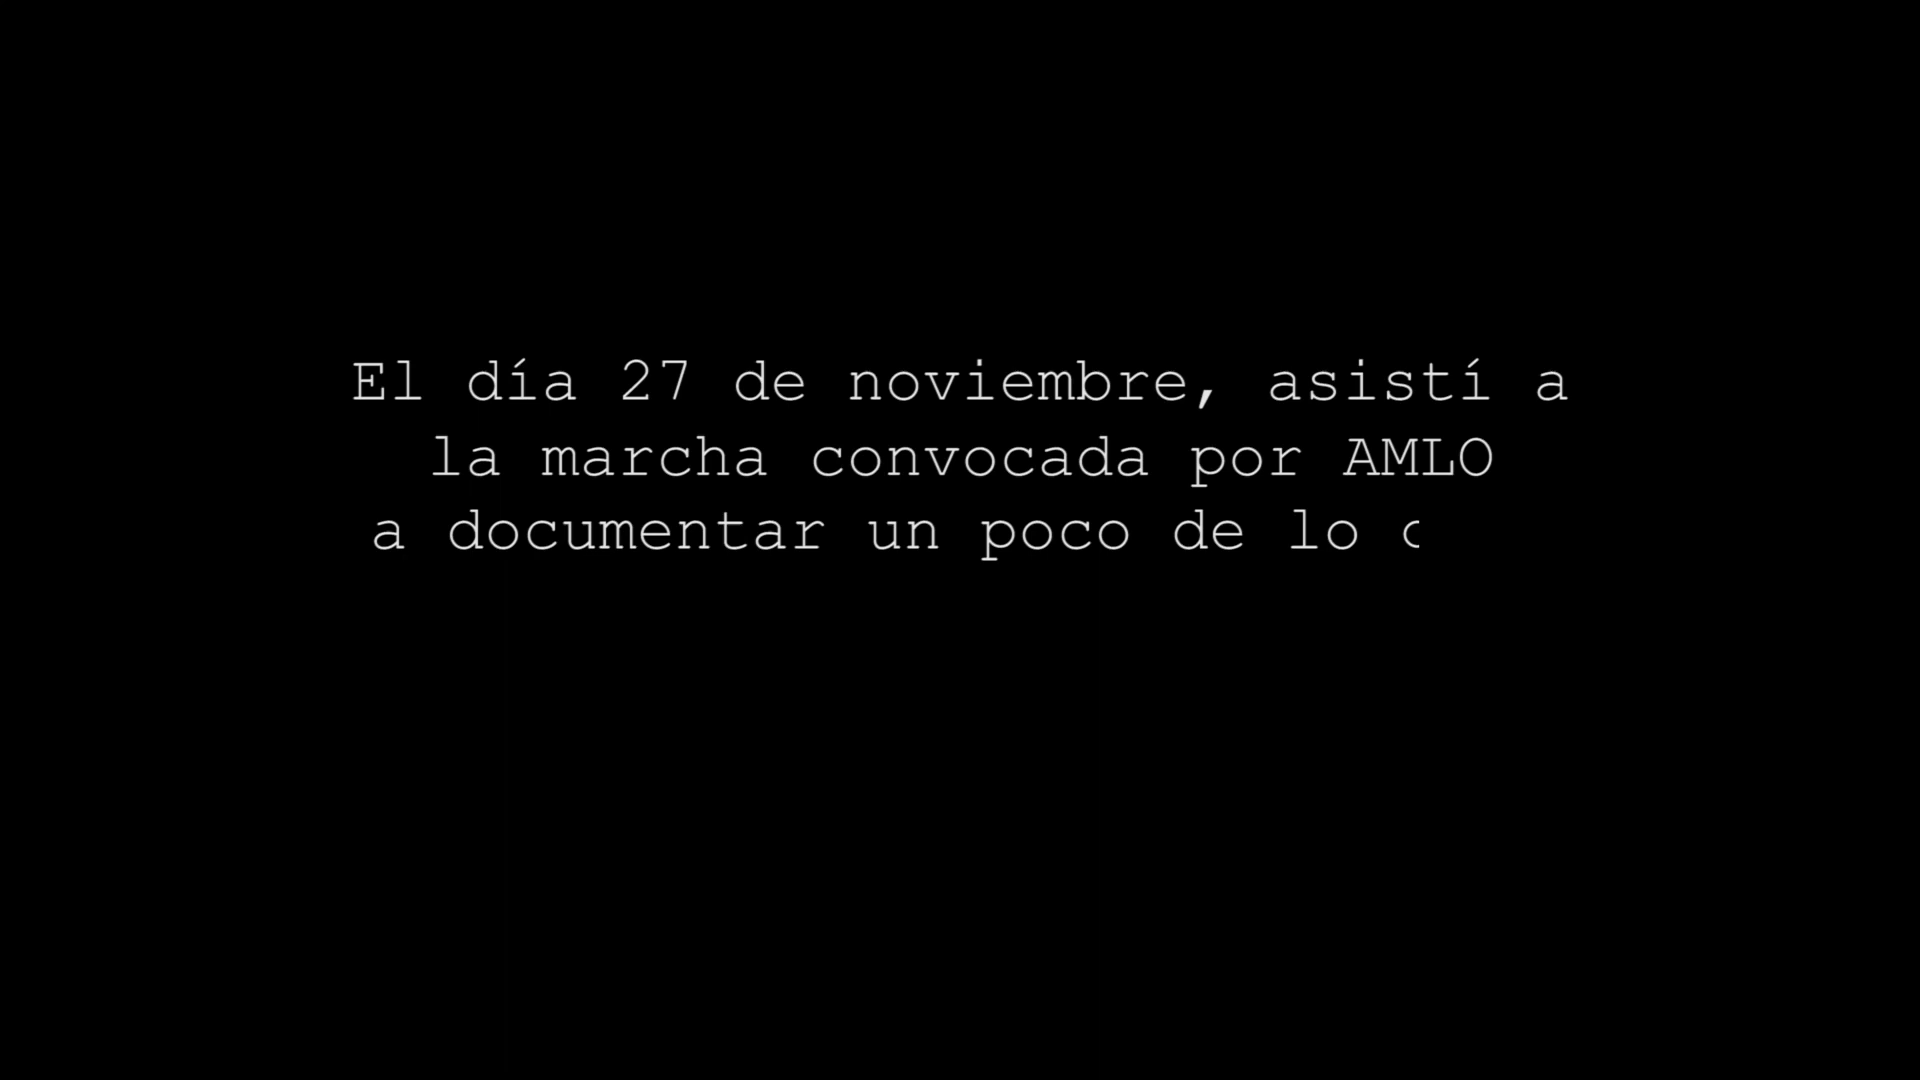 El día 27 de noviembre, asistí a
la marcha convocada por AMLO
a documentar un poco de lo